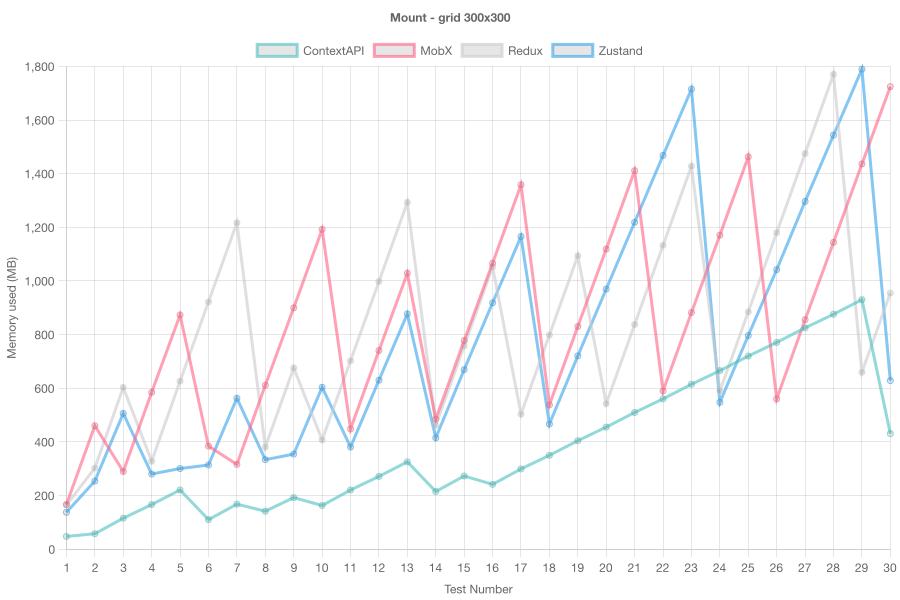 Mount - grid 300x300
ContextAPI MobX Redux Zustand
1,800
1,600
1,400
1,200
1,000
800
600
400
200
0
Memory used (MB)
1 2 3 4 5 6 7 8 9 10 11 12 13 14 15 16 17 18 19 20 21 22 23 24 25 26 27 28 29 30
Test Number